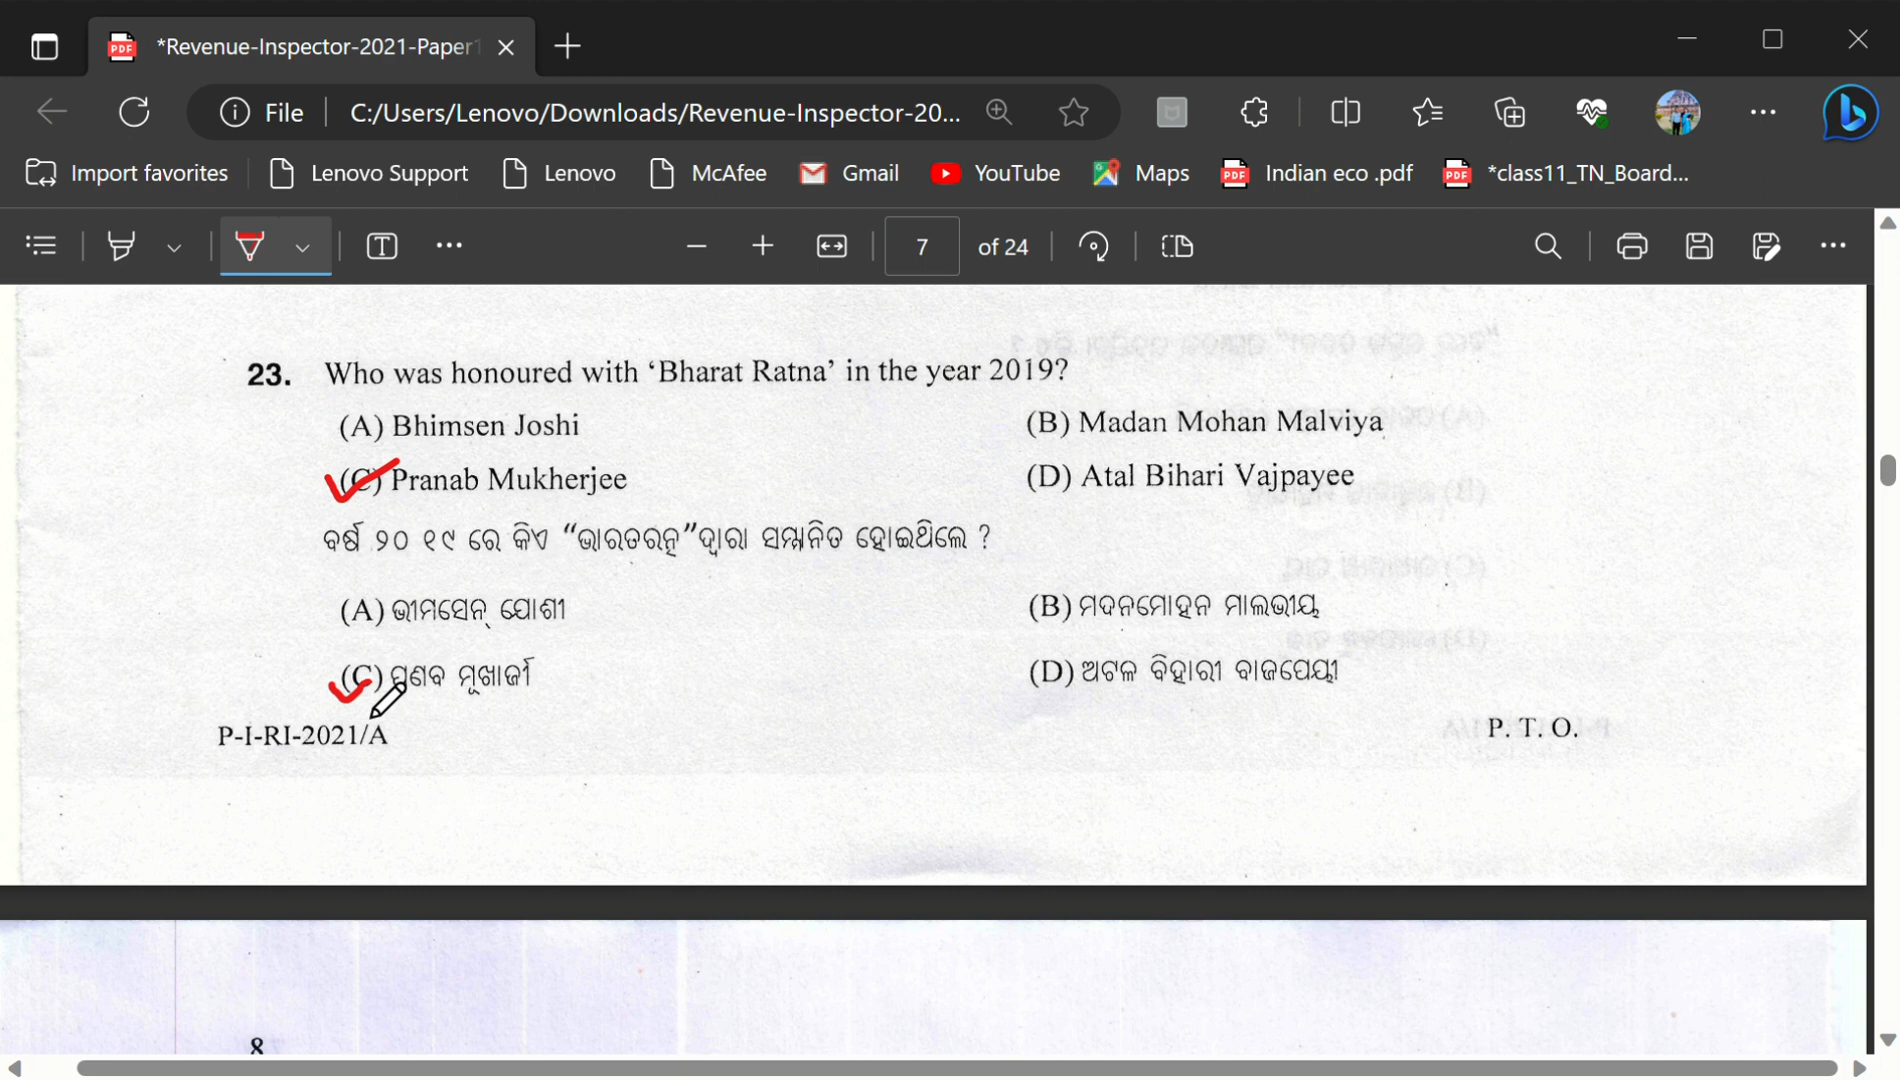 *Revenue-Inspector-2021-Paper1
File
C:/Users/Lenovo/Downloads/Revenue-Inspector-20...
Import favorites
Lenovo Support
Lenovo
McAfee
Gmail
YouTube
Maps
Indian eco .pdf
*class11_TN_Board...
7 of 24
23. Who was honoured with ‘Bharat Ratna’ in the year 2019?
(A) Bhimsen Joshi (B) Madan Mohan Malviya
(C) Pranab Mukherjee (D) Atal Bihari Vajpayee
ବର୍ଷ ୨୦ ୧୯ ରେ କିଏ “ଭାରତରତ୍ନ”ଦ୍ୱାରା ସମ୍ମାନିତ ହୋଇଥିଲେ ?
(A) ଭୀମସେନ୍ ଯୋଶୀ (B) ମଦନମୋହନ ମାଲଭୀୟ
(C) ପ୍ରଣବ ମୂଖାର୍ଜୀ (D) ଅଟଳ ବିହାରୀ ବାଜପେୟୀ
P-I-RI-2021/A P. T. O.
8